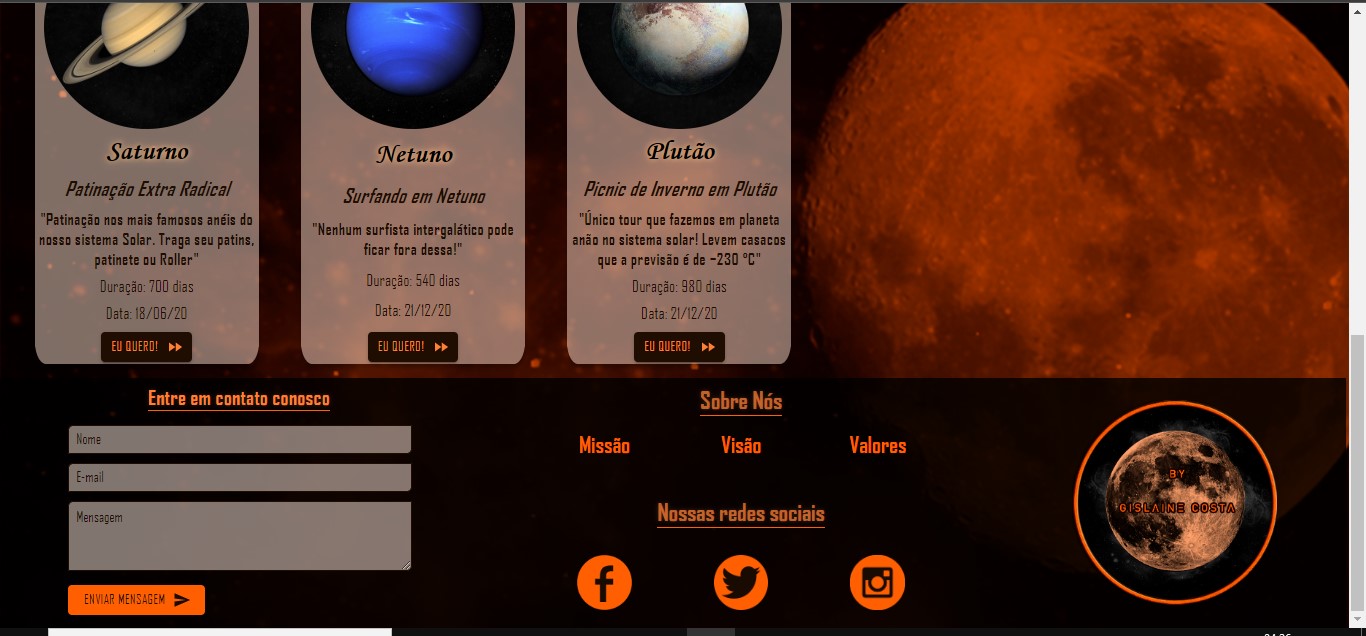 Saturno
Patinação Extra Radical
"Patinação nos mais famosos anéis do
nosso sistema Solar. Traga seu patins,
patinete ou Roller"
Duração: 700 dias
Data: 18/06/20
EU QUERO!
Netuno
Surfando em Netuno
"Nenhum surfista intergalático pode
ficar fora dessa!"
Duração: 540 dias
Data: 21/12/20
EU QUERO!
Plutão
Picnic de Inverno em Plutão
"Único tour que fazemos em planeta
anão no sistema solar! Levem casacos
que a previsão é de -230 °C"
Duração: 980 dias
Data: 21/12/20
EU QUERO!
Entre em contato conosco
Nome
E-mail
Mensagem
ENVIAR MENSAGEM
Sobre Nós
Missão Visão Valores
Nossas redes sociais
BY
GISLAINE COSTA